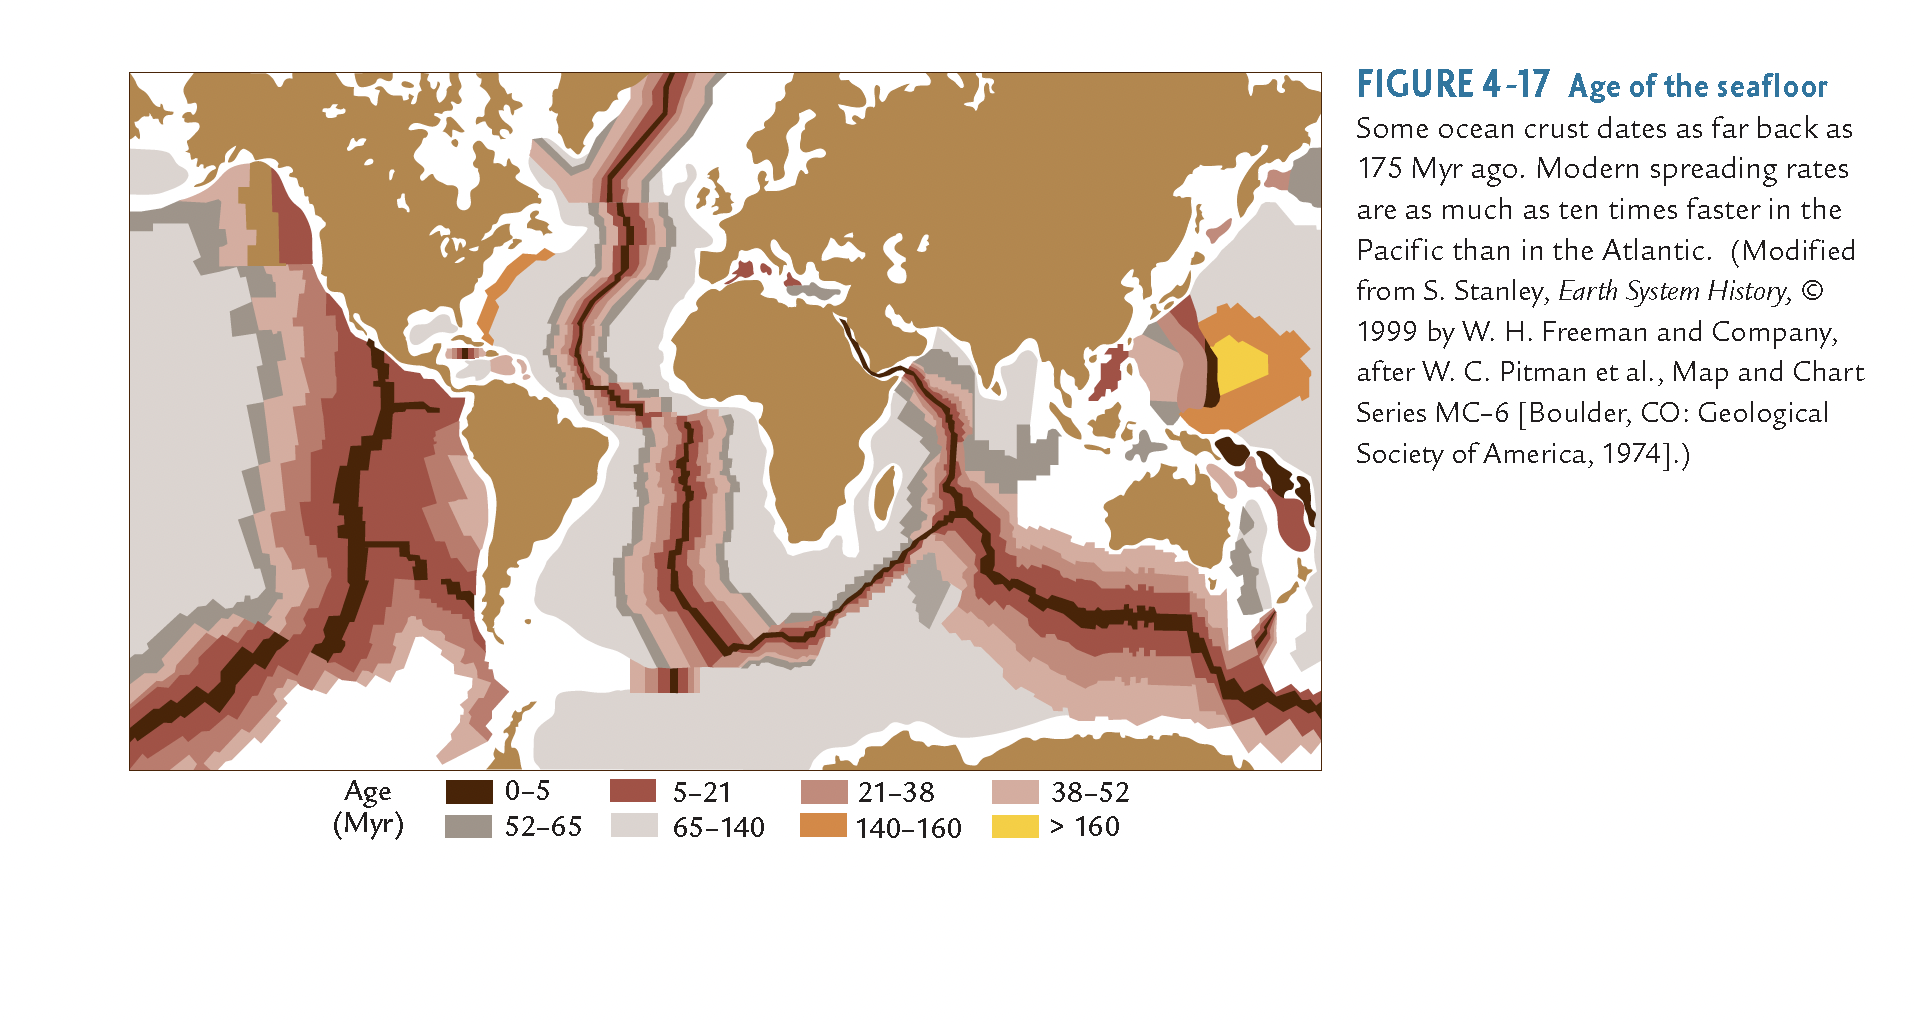 FIGURE 4-17 Age of the seafloor
Some ocean crust dates as far back as
175 Myr ago. Modern spreading rates
are as much as ten times faster in the
Pacific than in the Atlantic. (Modified
from S. Stanley, Earth System History, ©
1999 by W. H. Freeman and Company,
after W. C. Pitman et al., Map and Chart
Series MC–6 [Boulder, CO: Geological
Society of America, 1974].)
Age
(Myr)
0–5
5–21
21–38
38–52
52–65
65–140
140–160
> 160